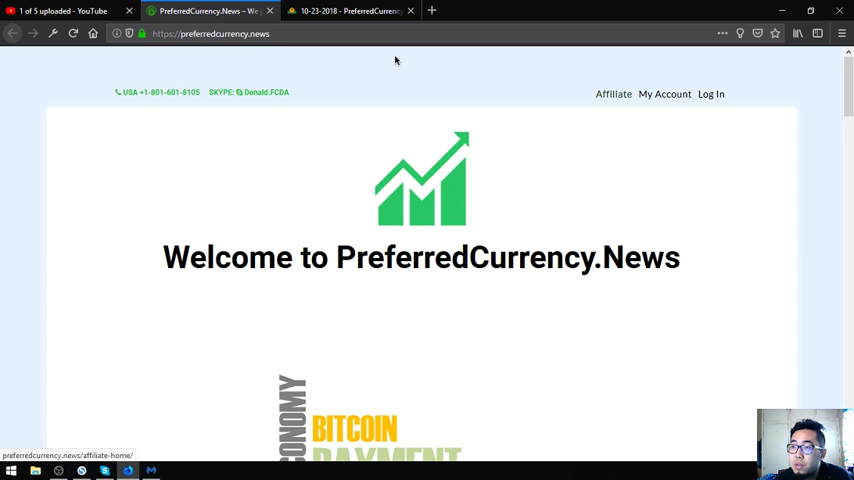 1 of 5 uploaded - YouTube
PreferredCurrency.News – We p
10-23-2018 - PreferredCurrency
https://preferredcurrency.news
USA +1-801-601-8105 SKYPE: Donald.FCDA
Affiliate My Account Log In
Welcome to PreferredCurrency.News
ONOMY
BITCOIN
PAYMENT
preferredcurrency.news/affiliate-home/